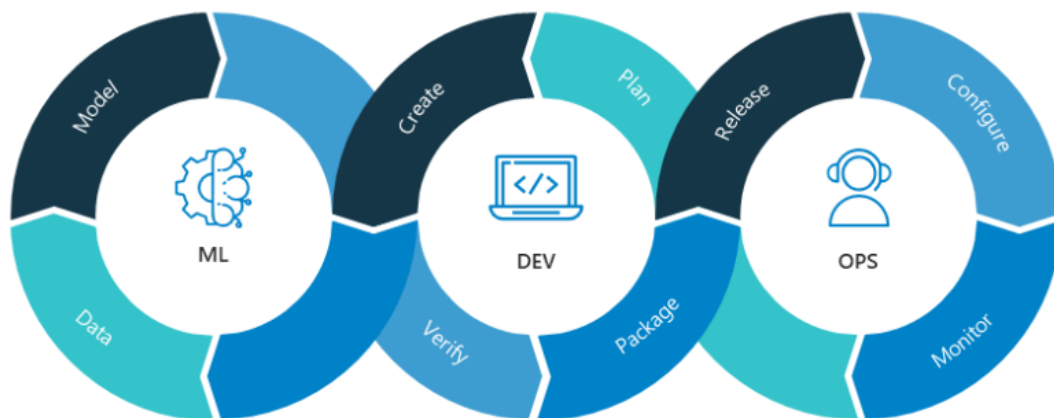 Model
Data
ML
Create
Plan
Verify
Package
DEV
Release
Configure
Monitor
OPS